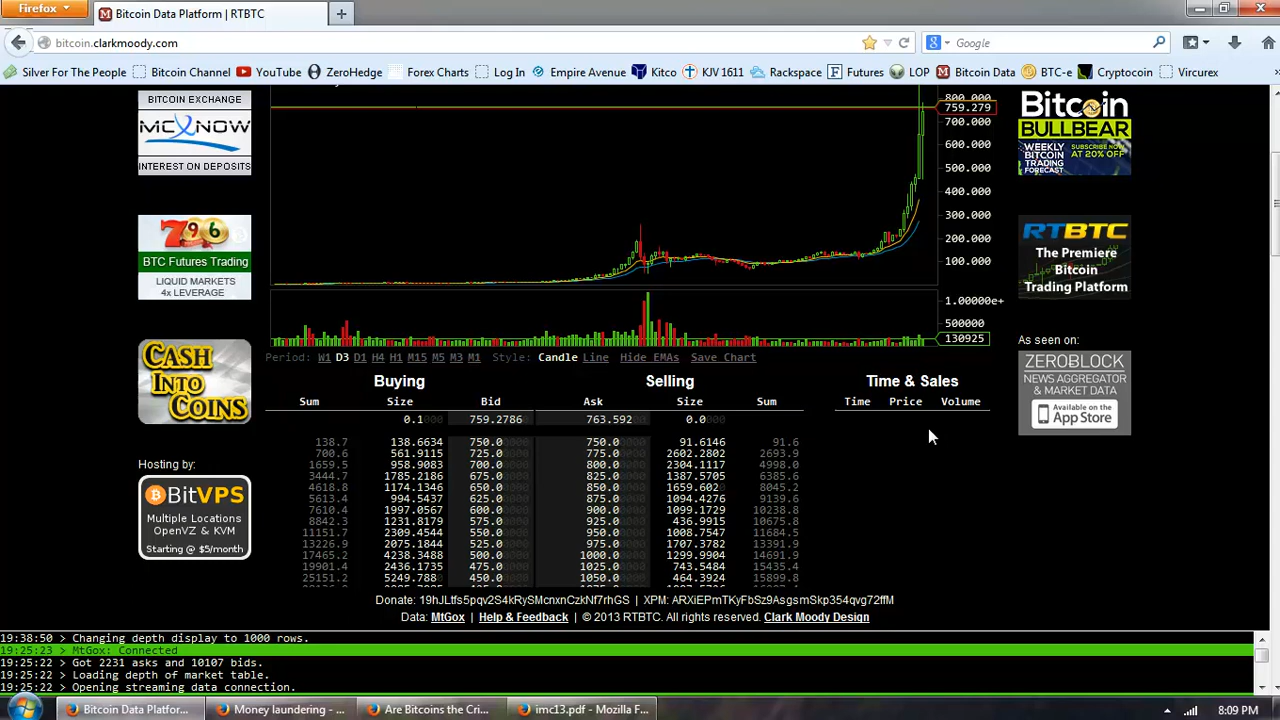 Firefox
Bitcoin Data Platform | RTBTC
bitcoin.clarkmoody.com
Google
Silver For The People Bitcoin Channel YouTube ZeroHedge Forex Charts Log In Empire Avenue Kitco KJV 1611 Rackspace Futures LOP Bitcoin Data BTC-e Cryptocoin Vircurex
BITCOIN EXCHANGE
MCXNOW
INTEREST ON DEPOSITS
796
BTC Futures Trading
LIQUID MARKETS
4x LEVERAGE
CASH
INTO
COINS
Hosting by:
BitVPS
Multiple Locations
OpenVZ & KVM
Starting @ $5/month
800.000
759.279
700.000
600.000
500.000
400.000
300.000
200.000
100.000
1.00000e+
500000
130925
Period: W1 D3 D1 H4 H1 M15 M5 M3 M1 Style: Candle Line Hide EMAs Save Chart
Buying Selling Time & Sales
Sum Size Bid Ask Size Sum Time Price Volume
0.1000 759.2786 763.592 0.0000
138.7 138.6634 750.0 750.0 91.6146 91.6
700.6 561.9115 725.0 775.0 2602.2802 2693.9
1659.5 958.9083 700.0 800.0 2304.1117 4998.0
3444.7 1785.2186 675.0 825.0 1387.5705 6385.6
4618.8 1174.1346 650.0 850.0 1659.602 8045.2
5613.4 994.5437 625.0 875.0 1094.4276 9139.6
7610.4 1997.0567 600.0 900.0 1099.1729 10238.8
8842.3 1231.8179 575.0 925.0 436.9915 10675.8
11151.7 2309.4544 550.0 950.0 1008.7547 11684.5
13226.9 2075.1844 525.0 975.0 1707.3782 13391.9
17465.2 4238.3488 500.0 1000.0 1299.9904 14691.9
19901.4 2436.1735 475.0 1025.0 743.5484 15435.4
25151.2 5249.788 450.0 1050.0 464.3924 15899.8
Donate: 19hJLtfs5pqv2S4kRySMcnxnCzkNf7rhGS | XPM: ARXiEPmTKyFbSz9AsgsmSkp354qvg72ffM
Data: MtGox | Help & Feedback | © 2013 RTBTC. All rights reserved. Clark Moody Design
Bitcoin
BULLBEAR
WEEKLY
BITCOIN
TRADING
FORECAST
SUBSCRIBE NOW
AT 20% OFF
RTBTC
The Premiere
Bitcoin
Trading Platform
As seen on:
ZEROBLOCK
NEWS AGGREGATOR
& MARKET DATA
Available on the
App Store
19:38:50 > Changing depth display to 1000 rows.
19:25:23 > MtGox: Connected
19:25:22 > Got 2231 asks and 10107 bids.
19:25:22 > Loading depth of market table.
19:25:22 > Opening streaming data connection.
Bitcoin Data Platfor... Money laundering - ... Are Bitcoins the Cri... imc13.pdf - Mozilla F... 8:09 PM